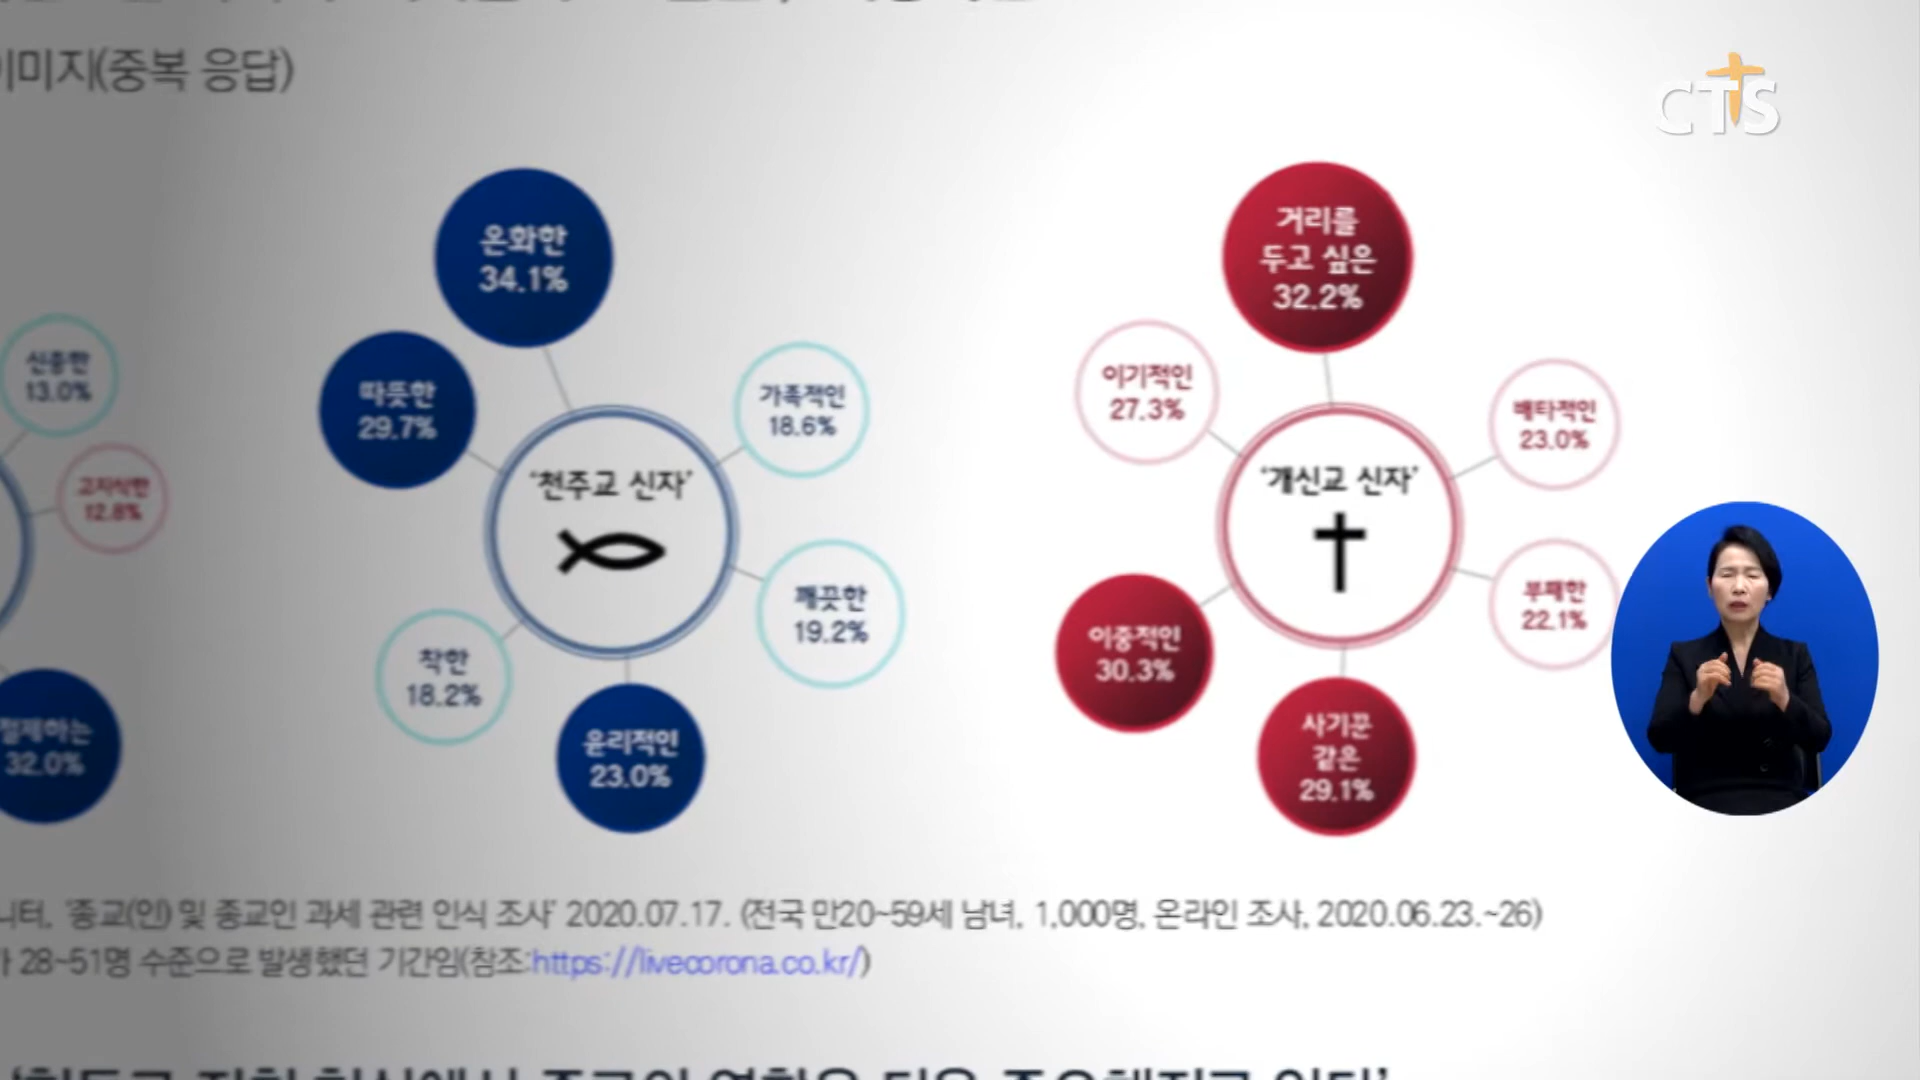 이미지(중복 응답)
CTS
신중한
13.0%
고지식한
12.8%
절제하는
32.0%
온화한
34.1%
따뜻한
29.7%
가족적인
18.6%
'천주교 신자'
깨끗한
19.2%
착한
18.2%
윤리적인
23.0%
거리를
두고 싶은
32.2%
이기적인
27.3%
배타적인
23.0%
'개신교 신자'
부패한
22.1%
이중적인
30.3%
사기꾼
같은
29.1%
니터, '종교(인) 및 종교인 과세 관련 인식 조사' 2020.07.17. (전국 만20~59세 남녀, 1,000명, 온라인 조사, 2020.06.23.~26)
가 28~51명 수준으로 발생했던 기간임(참조:https://livecorona.co.kr/)